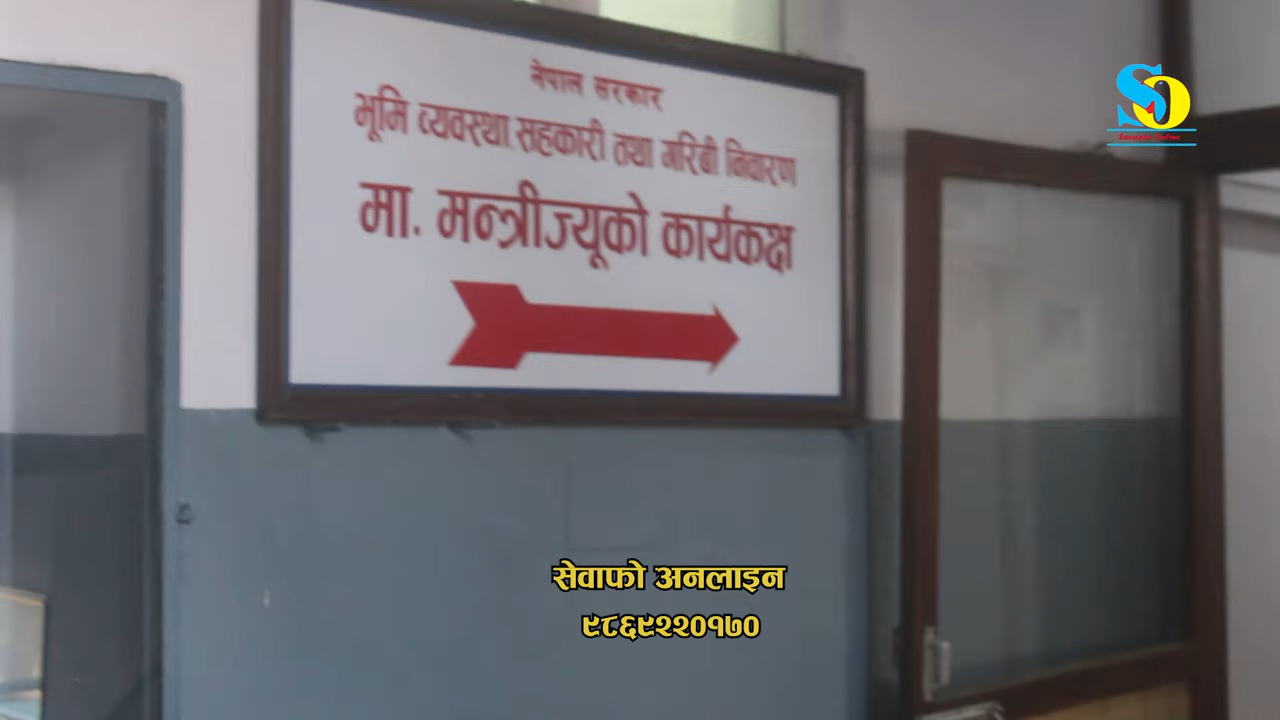 नेपाल सरकार
भूमि व्यवस्था, सहकारी तथा गरिबी निवारण
मा. मन्त्रीज्यूको कार्यकक्ष
सेवाफो अनलाइन
९८६९२२०१७०